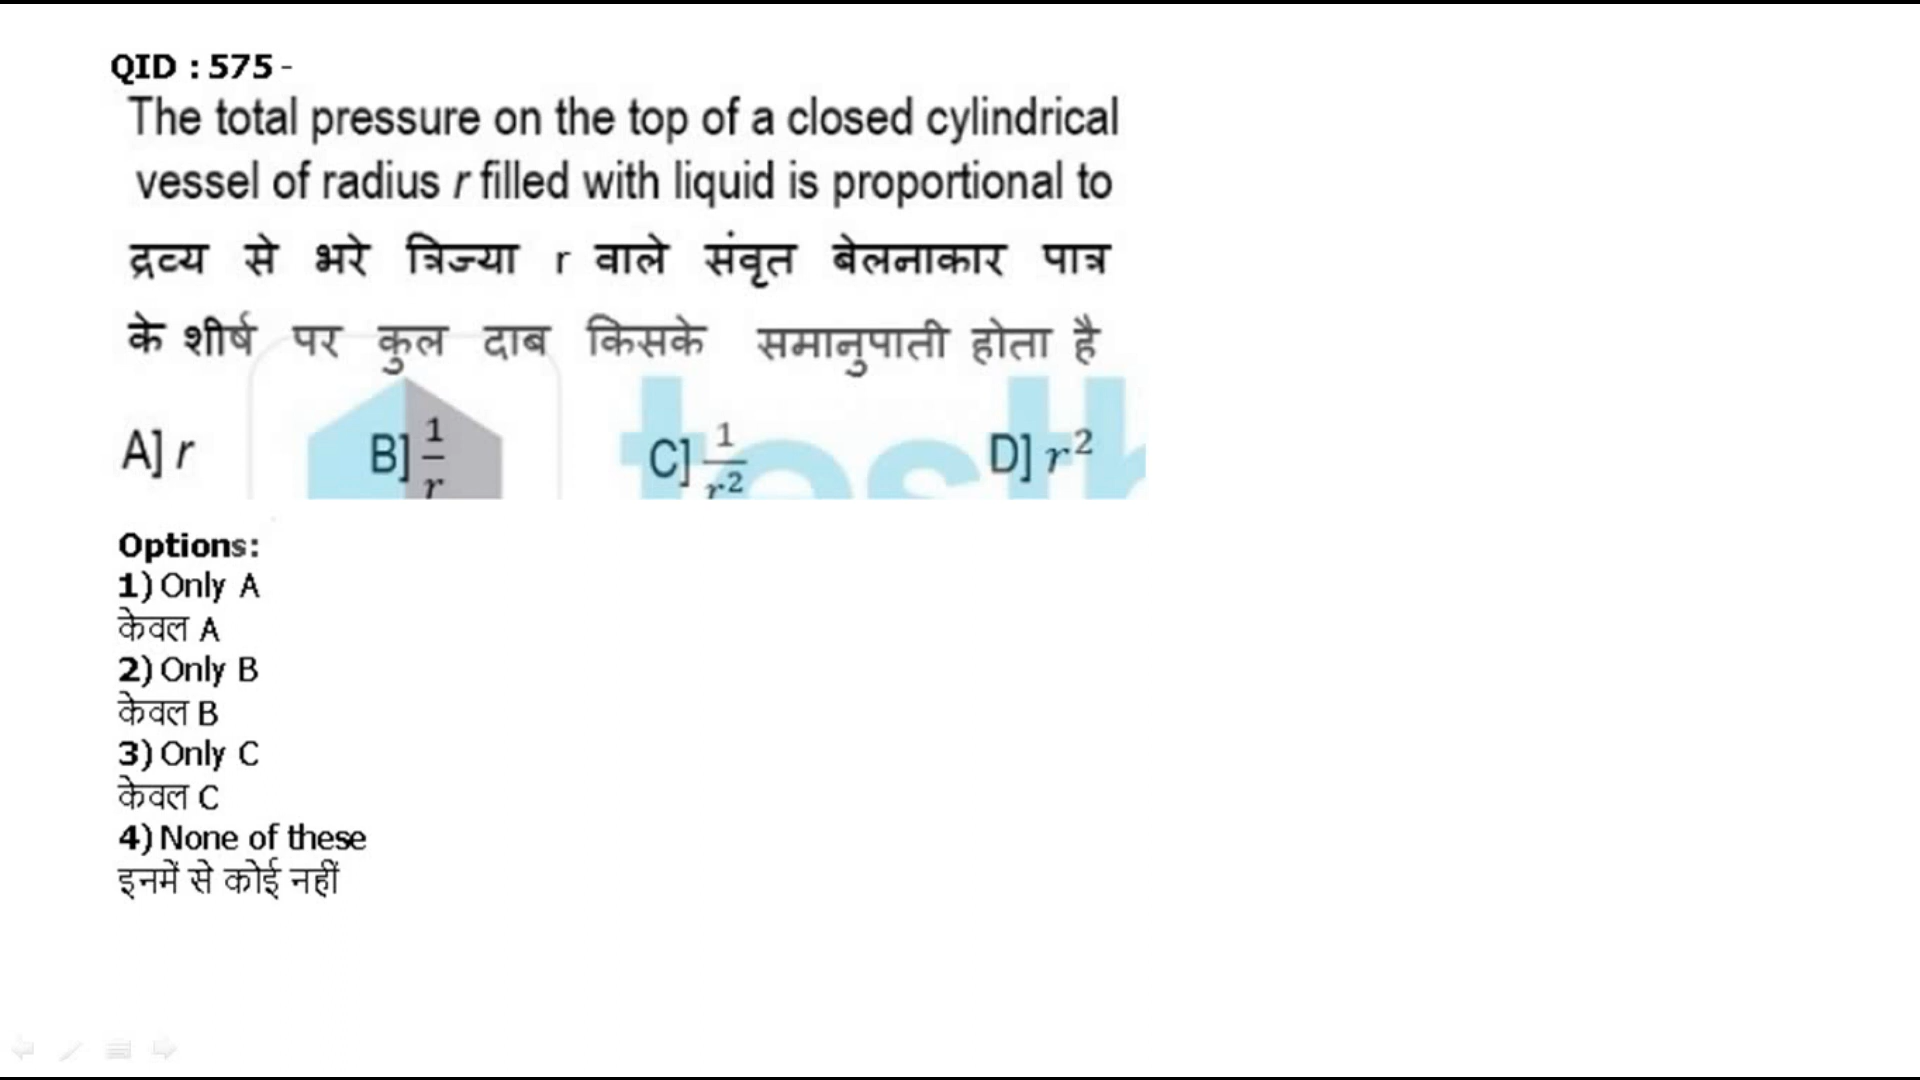 QID : 575 -
The total pressure on the top of a closed cylindrical
vessel of radius r filled with liquid is proportional to
द्रव्य से भरे त्रिज्या r वाले संवृत बेलनाकार पात्र
के शीर्ष पर कुल दाब किसके समानुपाती होता है
A] r B] 1/r C] 1/r² D] r²
Options:
1) Only A
केवल A
2) Only B
केवल B
3) Only C
केवल C
4) None of these
इनमें से कोई नहीं